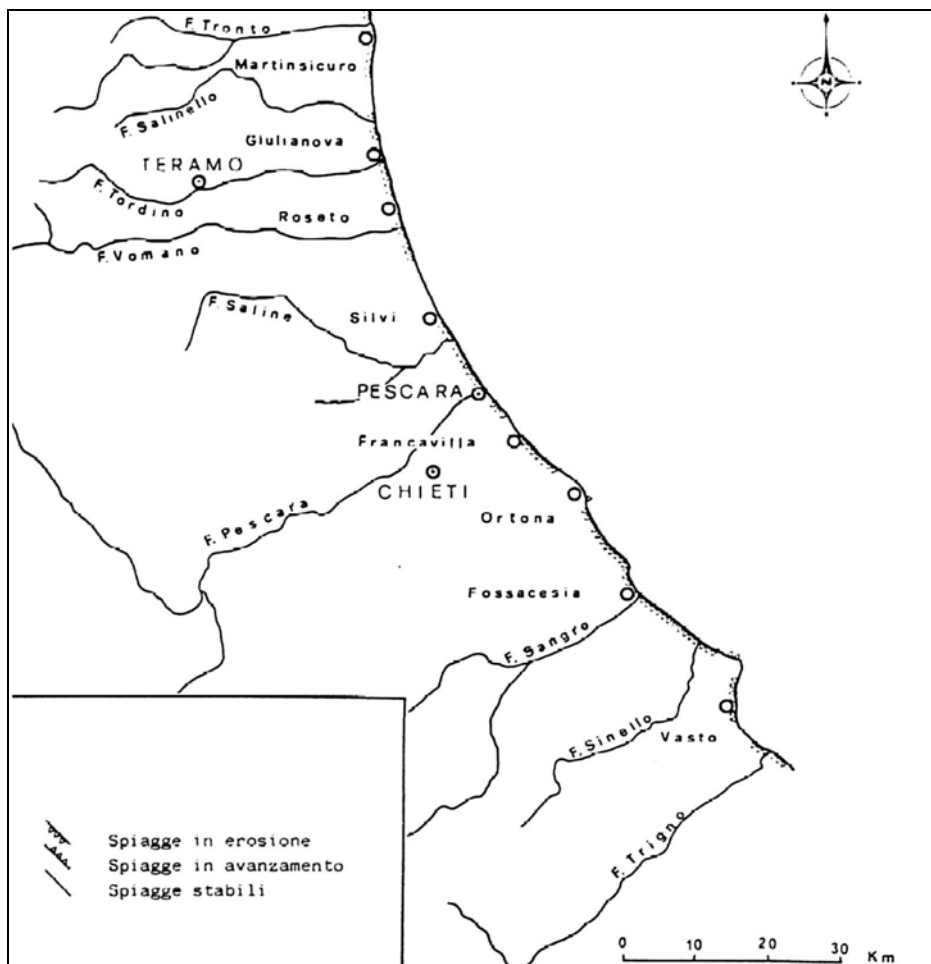 F. Tronto
Martinsicuro
F. Salinello
Giulianova
TERAMO
F. Tordino
Roseto
F. Vomano
F. Saline
Silvi
PESCARA
Francavilla
CHIETI
F. Pescara
Ortona
Fossacesia
F. Sangro
F. Sinello
Vasto
F. Trigno
N
Spiagge in erosione
Spiagge in avanzamento
Spiagge stabili
0 10 20 30 Km